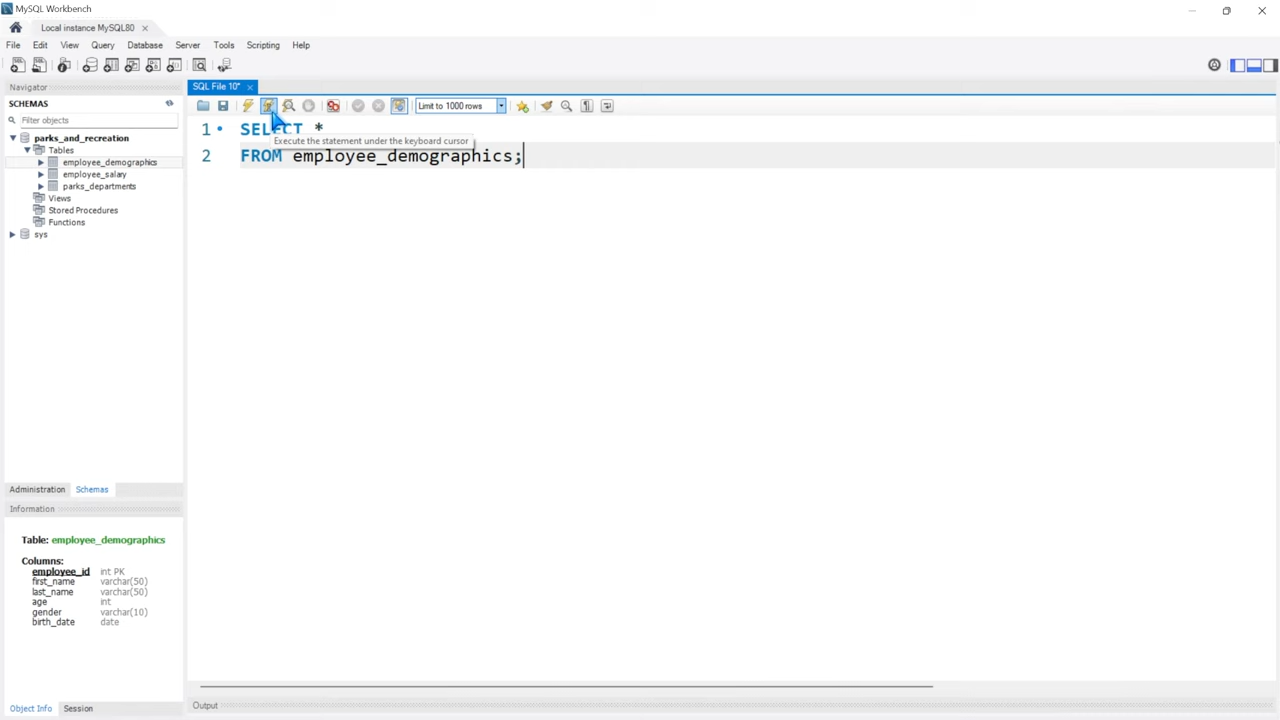 MySQL Workbench
Local instance MySQL80
File Edit View Query Database Server Tools Scripting Help
Navigator
SCHEMAS
Filter objects
parks_and_recreation
Tables
employee_demographics
employee_salary
parks_departments
Views
Stored Procedures
Functions
sys
Administration Schemas
Information
Table: employee_demographics
Columns:
employee_id int PK
first_name varchar(50)
last_name varchar(50)
age int
gender varchar(10)
birth_date date
Object Info Session
SQL File 10*
Limit to 1000 rows
1 SELECT *
Execute the statement under the keyboard cursor
2 FROM employee_demographics;
Output